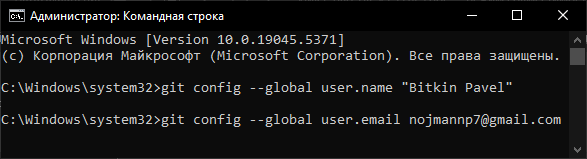 Администратор: Командная строка
Microsoft Windows [Version 10.0.19045.5371]
(c) Корпорация Майкрософт (Microsoft Corporation). Все права защищены.
C:\Windows\system32>git config --global user.name "Bitkin Pavel"
C:\Windows\system32>git config --global user.email nojmannp7@gmail.com